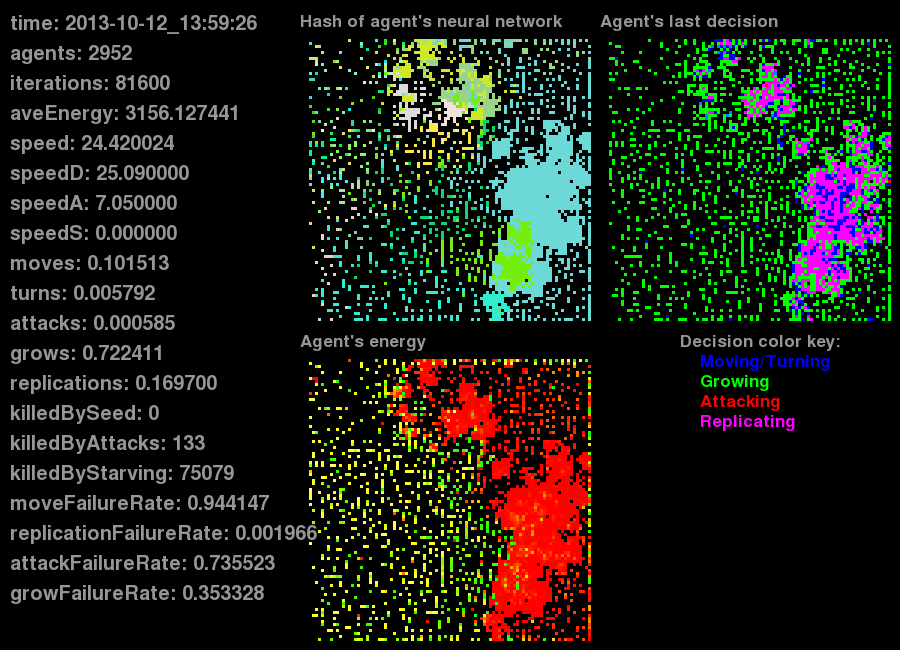 time: 2013-10-12_13:59:26
agents: 2952
iterations: 81600
aveEnergy: 3156.127441
speed: 24.420024
speedD: 25.090000
speedA: 7.050000
speedS: 0.000000
moves: 0.101513
turns: 0.005792
attacks: 0.000585
grows: 0.722411
replications: 0.169700
killedBySeed: 0
killedByAttacks: 133
killedByStarving: 75079
moveFailureRate: 0.944147
replicationFailureRate: 0.001966
attackFailureRate: 0.735523
growFailureRate: 0.353328
Hash of agent's neural network
Agent's last decision
Agent's energy
Decision color key:
Moving/Turning
Growing
Attacking
Replicating